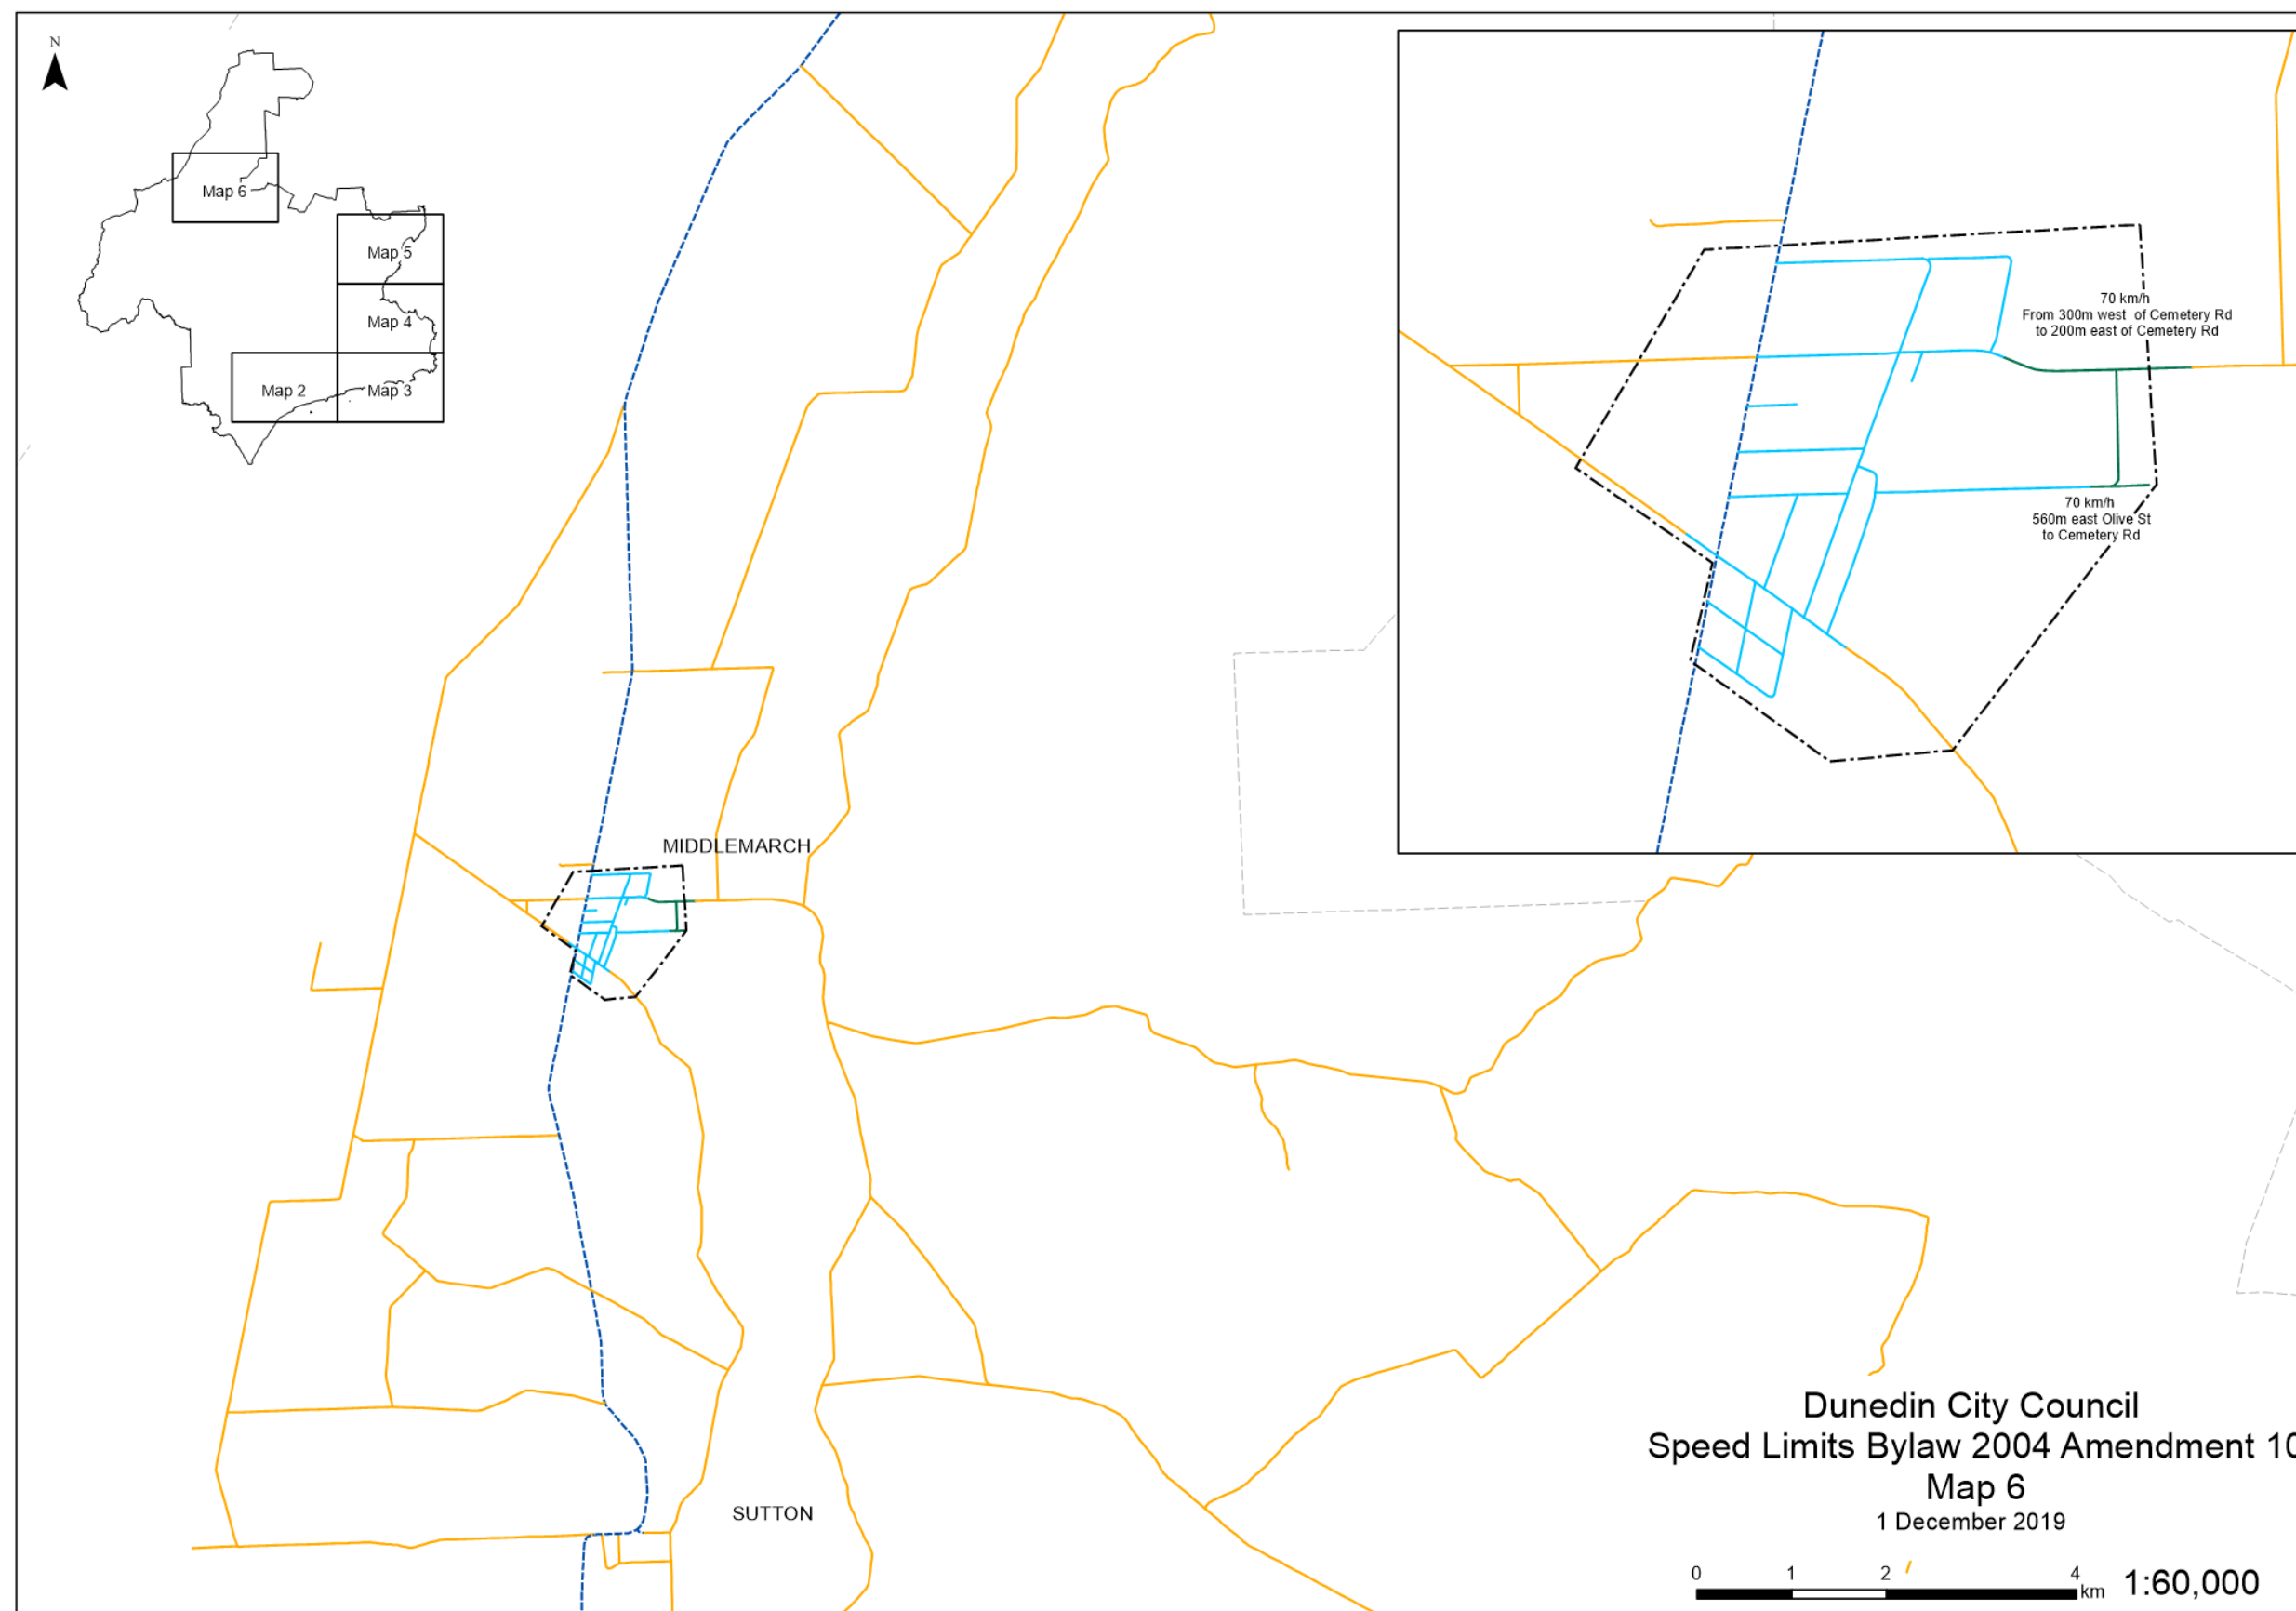 N
Map 6
Map 5
Map 4
Map 2
Map 3
70 km/h
From 300m west of Cemetery Rd
to 200m east of Cemetery Rd
70 km/h
560m east Olive St
to Cemetery Rd
MIDDLEMARCH
SUTTON
Dunedin City Council
Speed Limits Bylaw 2004 Amendment 10
Map 6
1 December 2019
0 1 2 4 km
1:60,000